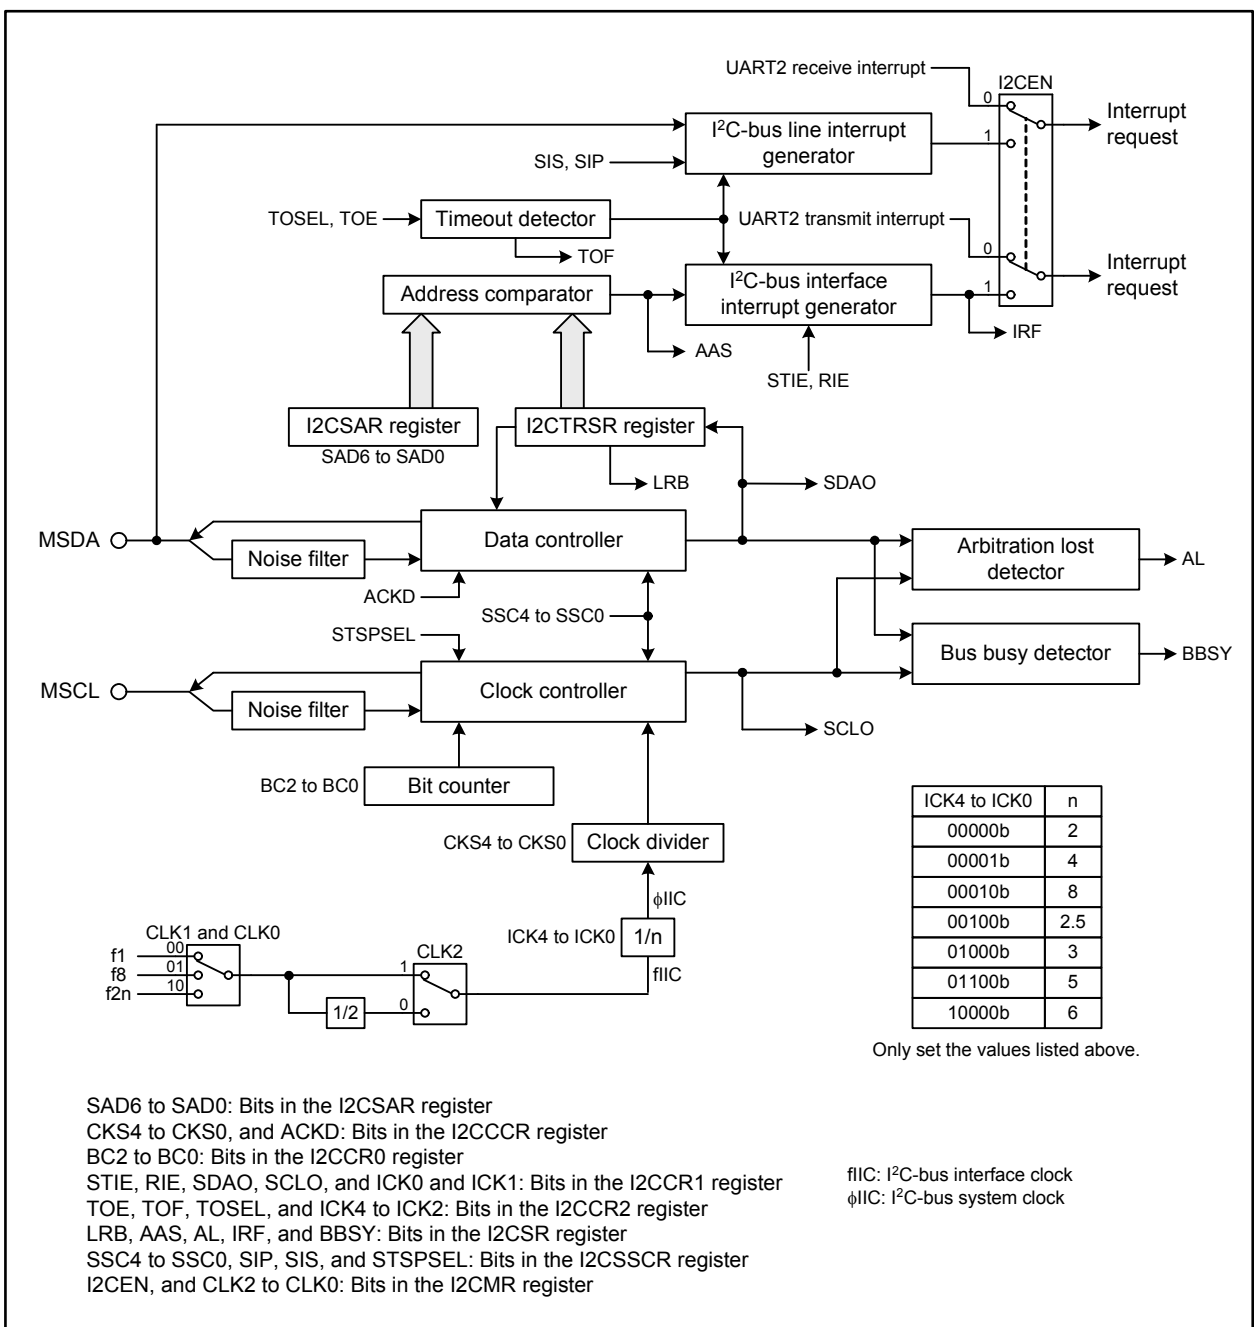 UART2 receive interrupt
I2CEN
0
Interrupt
request
I²C-bus line interrupt
generator
1
SIS, SIP
TOSEL, TOE
Timeout detector
UART2 transmit interrupt
TOF
0
Interrupt
request
Address comparator
I²C-bus interface
interrupt generator
1
IRF
AAS
STIE, RIE
I2CSAR register
I2CTRSR register
SAD6 to SAD0
LRB
SDAO
MSDA
Data controller
Noise filter
Arbitration lost
detector
AL
ACKD
SSC4 to SSC0
STSPSEL
Bus busy detector
BBSY
MSCL
Clock controller
Noise filter
SCLO
BC2 to BC0
Bit counter
CKS4 to CKS0
Clock divider
ϕIIC
ICK4 to ICK0
1/n
fIIC
CLK1 and CLK0
f1
00
f8
01
f2n
10
CLK2
1
1/2
0
ICK4 to ICK0 n
00000b 2
00001b 4
00010b 8
00100b 2.5
01000b 3
01100b 5
10000b 6
Only set the values listed above.
SAD6 to SAD0: Bits in the I2CSAR register
CKS4 to CKS0, and ACKD: Bits in the I2CCCR register
BC2 to BC0: Bits in the I2CCR0 register
STIE, RIE, SDAO, SCLO, and ICK0 and ICK1: Bits in the I2CCR1 register
TOE, TOF, TOSEL, and ICK4 to ICK2: Bits in the I2CCR2 register
LRB, AAS, AL, IRF, and BBSY: Bits in the I2CSR register
SSC4 to SSC0, SIP, SIS, and STSPSEL: Bits in the I2CSSCR register
I2CEN, and CLK2 to CLK0: Bits in the I2CMR register
fIIC: I²C-bus interface clock
ϕIIC: I²C-bus system clock